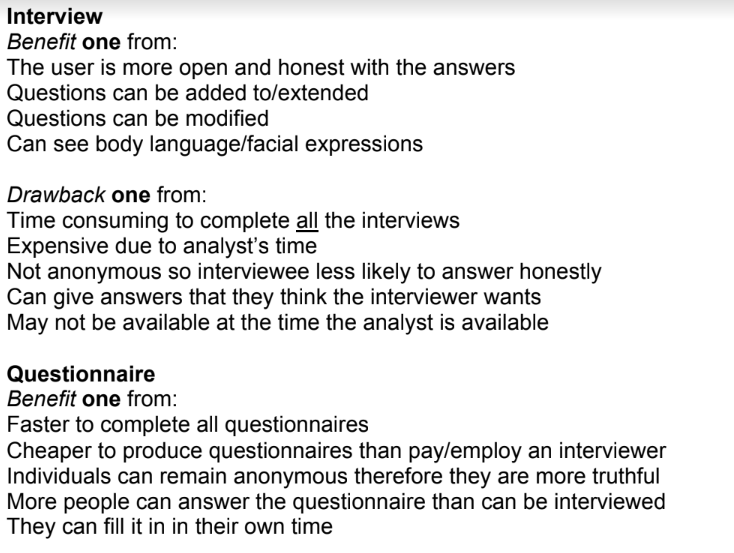 Interview
Benefit one from:
The user is more open and honest with the answers
Questions can be added to/extended
Questions can be modified
Can see body language/facial expressions
Drawback one from:
Time consuming to complete all the interviews
Expensive due to analyst’s time
Not anonymous so interviewee less likely to answer honestly
Can give answers that they think the interviewer wants
May not be available at the time the analyst is available
Questionnaire
Benefit one from:
Faster to complete all questionnaires
Cheaper to produce questionnaires than pay/employ an interviewer
Individuals can remain anonymous therefore they are more truthful
More people can answer the questionnaire than can be interviewed
They can fill it in in their own time